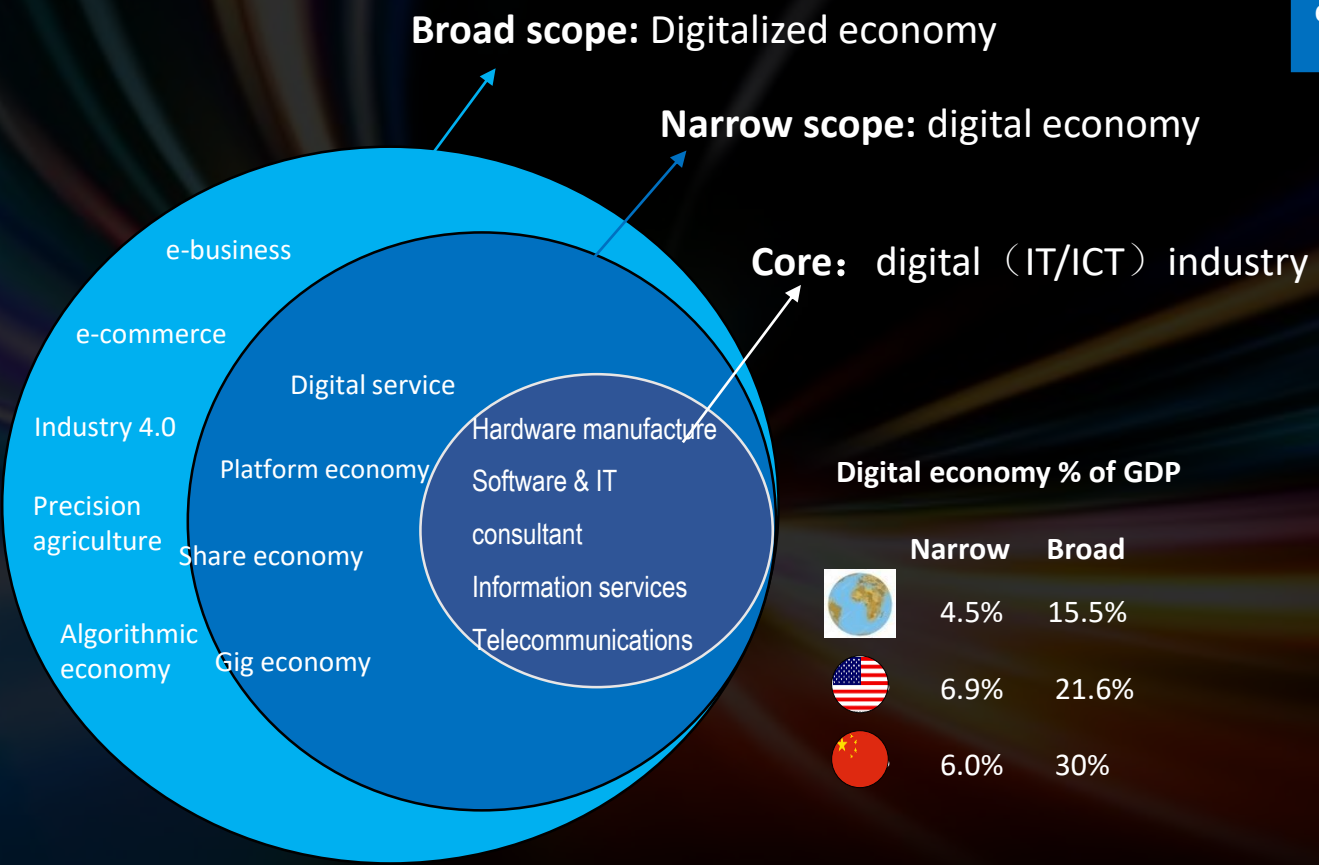 Broad scope: Digitalized economy
Narrow scope: digital economy
Core： digital （IT/ICT） industry
e-business
e-commerce
Industry 4.0
Precision
agriculture
Algorithmic
economy
Digital service
Platform economy
Share economy
Gig economy
Hardware manufacture
Software & IT
consultant
Information services
Telecommunications
Digital economy % of GDP
Narrow Broad
4.5% 15.5%
6.9% 21.6%
6.0% 30%